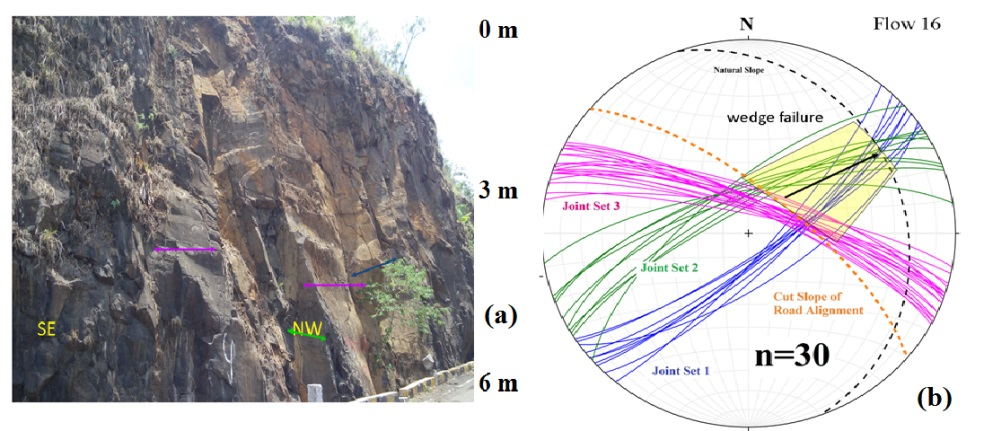 0 m
3 m
6 m
(a)
SE
NW
N
Flow 16
Natural Slope
wedge failure
Joint Set 3
Joint Set 2
Cut Slope of
Road Alignment
n=30
Joint Set 1
(b)